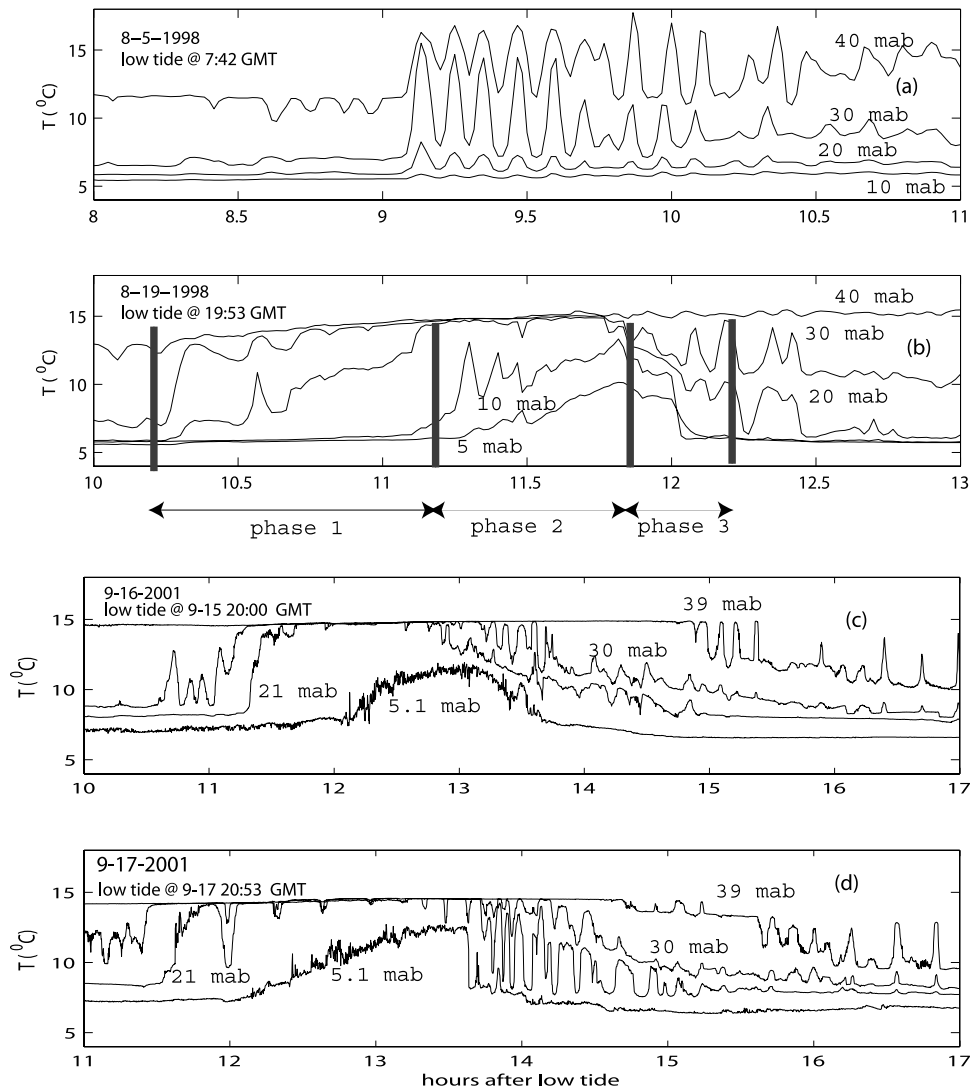 8–5–1998
low tide @ 7:42 GMT
40 mab
(a)
30 mab
20 mab
10 mab
T (⁰C)
15
10
5
8
8.5
9
9.5
10
10.5
11
8–19–1998
low tide @ 19:53 GMT
40 mab
30 mab
(b)
20 mab
10 mab
5 mab
T (⁰C)
15
10
5
10
10.5
11
11.5
12
12.5
13
phase 1
phase 2
phase 3
9-16-2001
low tide @ 9-15 20:00 GMT
39 mab
(c)
30 mab
21 mab
5.1 mab
T (⁰C)
15
10
5
10
11
12
13
14
15
16
17
9-17-2001
low tide @ 9-17 20:53 GMT
39 mab
(d)
30 mab
21 mab
5.1 mab
T (⁰C)
15
10
5
11
12
13
14
15
16
17
hours after low tide